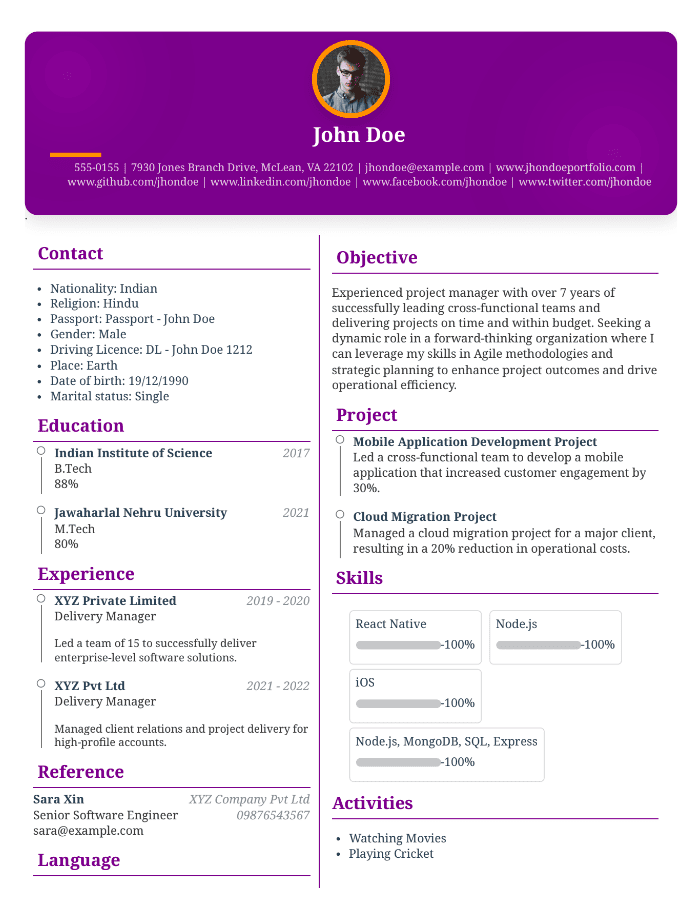 John Doe
555-0155 | 7930 Jones Branch Drive, McLean, VA 22102 | jhondoe@example.com | www.jhondoeportfolio.com |
www.github.com/jhondoe | www.linkedin.com/jhondoe | www.facebook.com/jhondoe | www.twitter.com/jhondoe
Contact
• Nationality: Indian
• Religion: Hindu
• Passport: Passport - John Doe
• Gender: Male
• Driving Licence: DL - John Doe 1212
• Place: Earth
• Date of birth: 19/12/1990
• Marital status: Single
Education
Indian Institute of Science 2017
B.Tech
88%
Jawaharlal Nehru University 2021
M.Tech
80%
Experience
XYZ Private Limited 2019 - 2020
Delivery Manager
Led a team of 15 to successfully deliver
enterprise-level software solutions.
XYZ Pvt Ltd 2021 - 2022
Delivery Manager
Managed client relations and project delivery for
high-profile accounts.
Reference
Sara Xin XYZ Company Pvt Ltd
Senior Software Engineer 09876543567
sara@example.com
Language
Objective
Experienced project manager with over 7 years of
successfully leading cross-functional teams and
delivering projects on time and within budget. Seeking a
dynamic role in a forward-thinking organization where I
can leverage my skills in Agile methodologies and
strategic planning to enhance project outcomes and drive
operational efficiency.
Project
Mobile Application Development Project
Led a cross-functional team to develop a mobile
application that increased customer engagement by
30%.
Cloud Migration Project
Managed a cloud migration project for a major client,
resulting in a 20% reduction in operational costs.
Skills
React Native
-100%
Node.js
-100%
iOS
-100%
Node.js, MongoDB, SQL, Express
-100%
Activities
• Watching Movies
• Playing Cricket